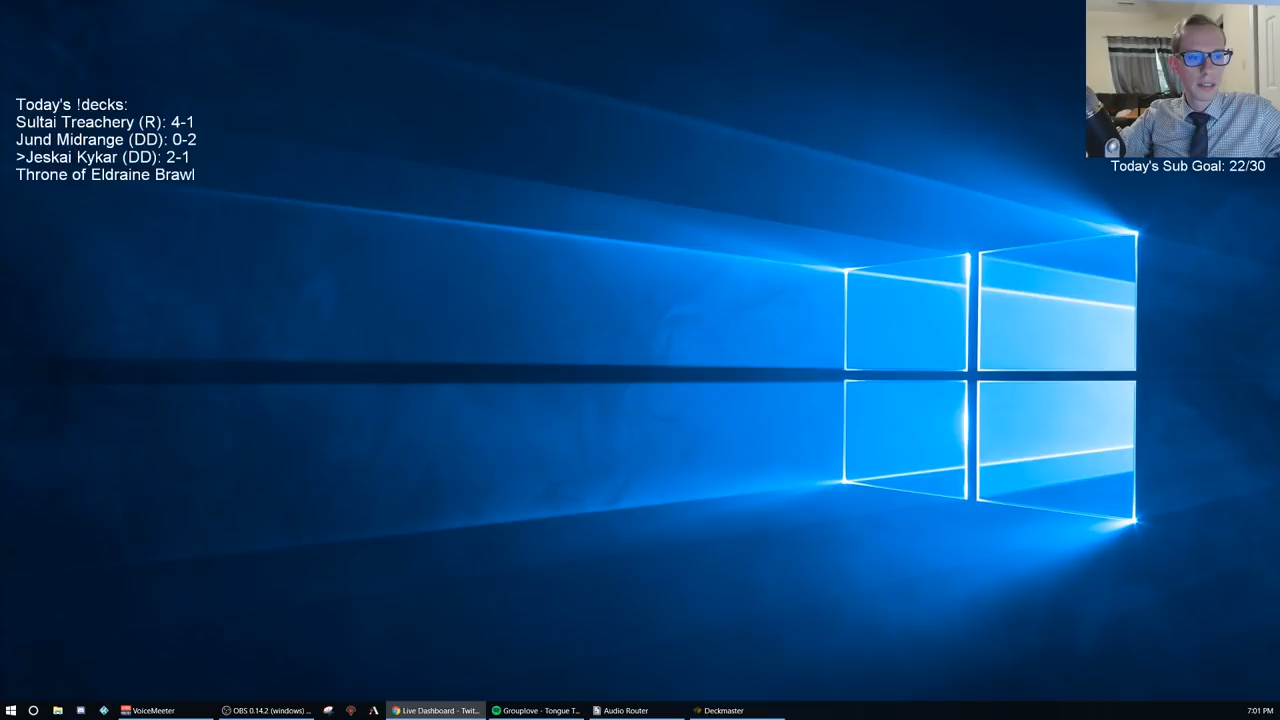 Today's !decks:
Sultai Treachery (R): 4-1
Jund Midrange (DD): 0-2
>Jeskai Kykar (DD): 2-1
Throne of Eldraine Brawl
Today's Sub Goal: 22/30
VoiceMeeter
OBS 0.14.2 (windows) ...
Live Dashboard - Twit...
Grouplove - Tongue T...
Audio Router
Deckmaster
7:01 PM